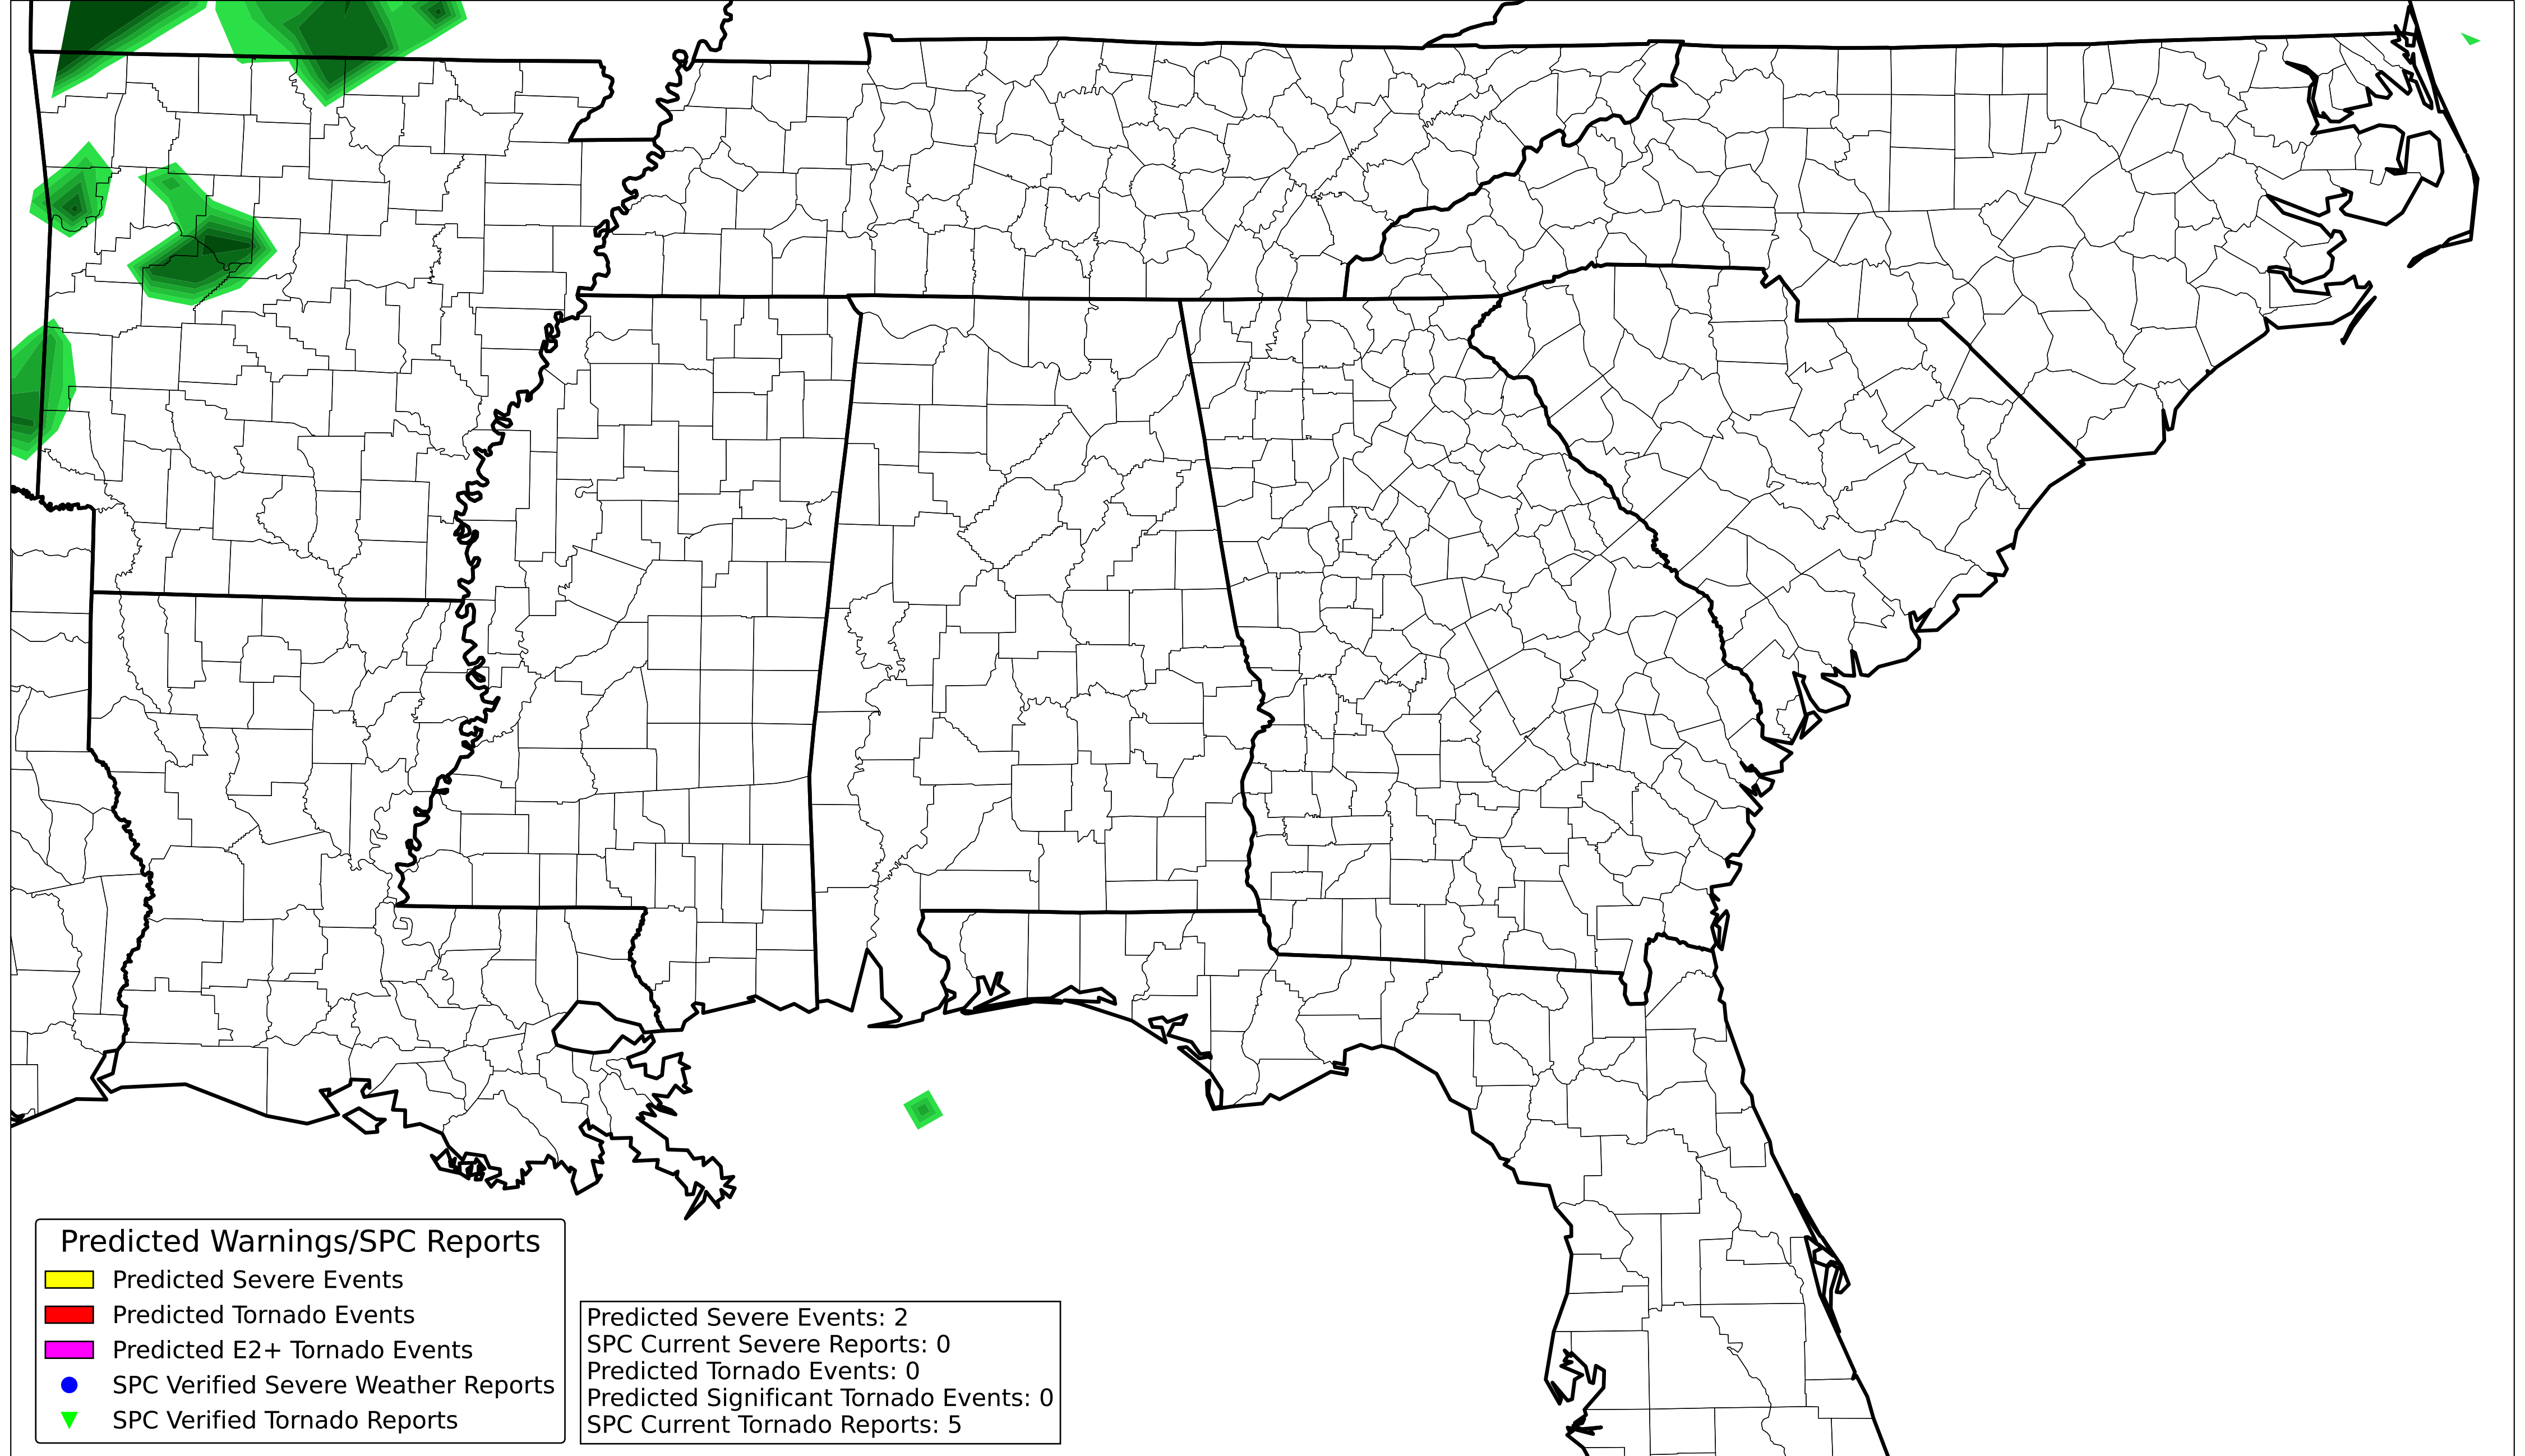 Predicted Warnings/SPC Reports
Predicted Severe Events
Predicted Tornado Events
Predicted E2+ Tornado Events
SPC Verified Severe Weather Reports
SPC Verified Tornado Reports
Predicted Severe Events: 2
SPC Current Severe Reports: 0
Predicted Tornado Events: 0
Predicted Significant Tornado Events: 0
SPC Current Tornado Reports: 5